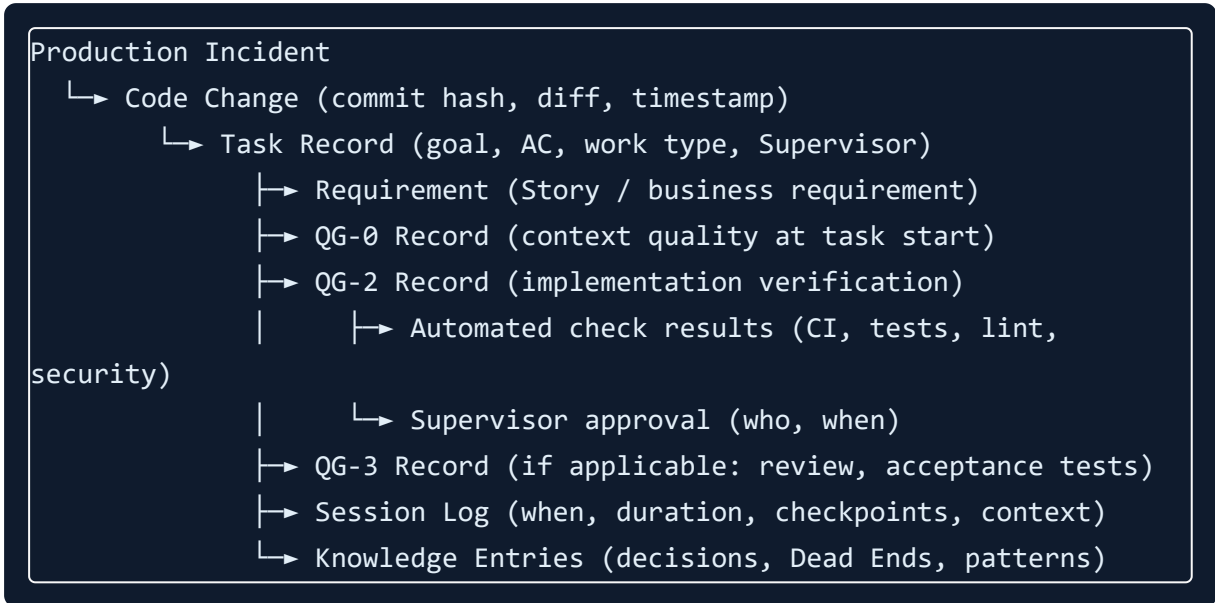 Production Incident
  └─► Code Change (commit hash, diff, timestamp)
        └─► Task Record (goal, AC, work type, Supervisor)
              ├─► Requirement (Story / business requirement)
              ├─► QG-0 Record (context quality at task start)
              ├─► QG-2 Record (implementation verification)
              │     ├─► Automated check results (CI, tests, lint,
security)
              │     └─► Supervisor approval (who, when)
              ├─► QG-3 Record (if applicable: review, acceptance tests)
              ├─► Session Log (when, duration, checkpoints, context)
              └─► Knowledge Entries (decisions, Dead Ends, patterns)